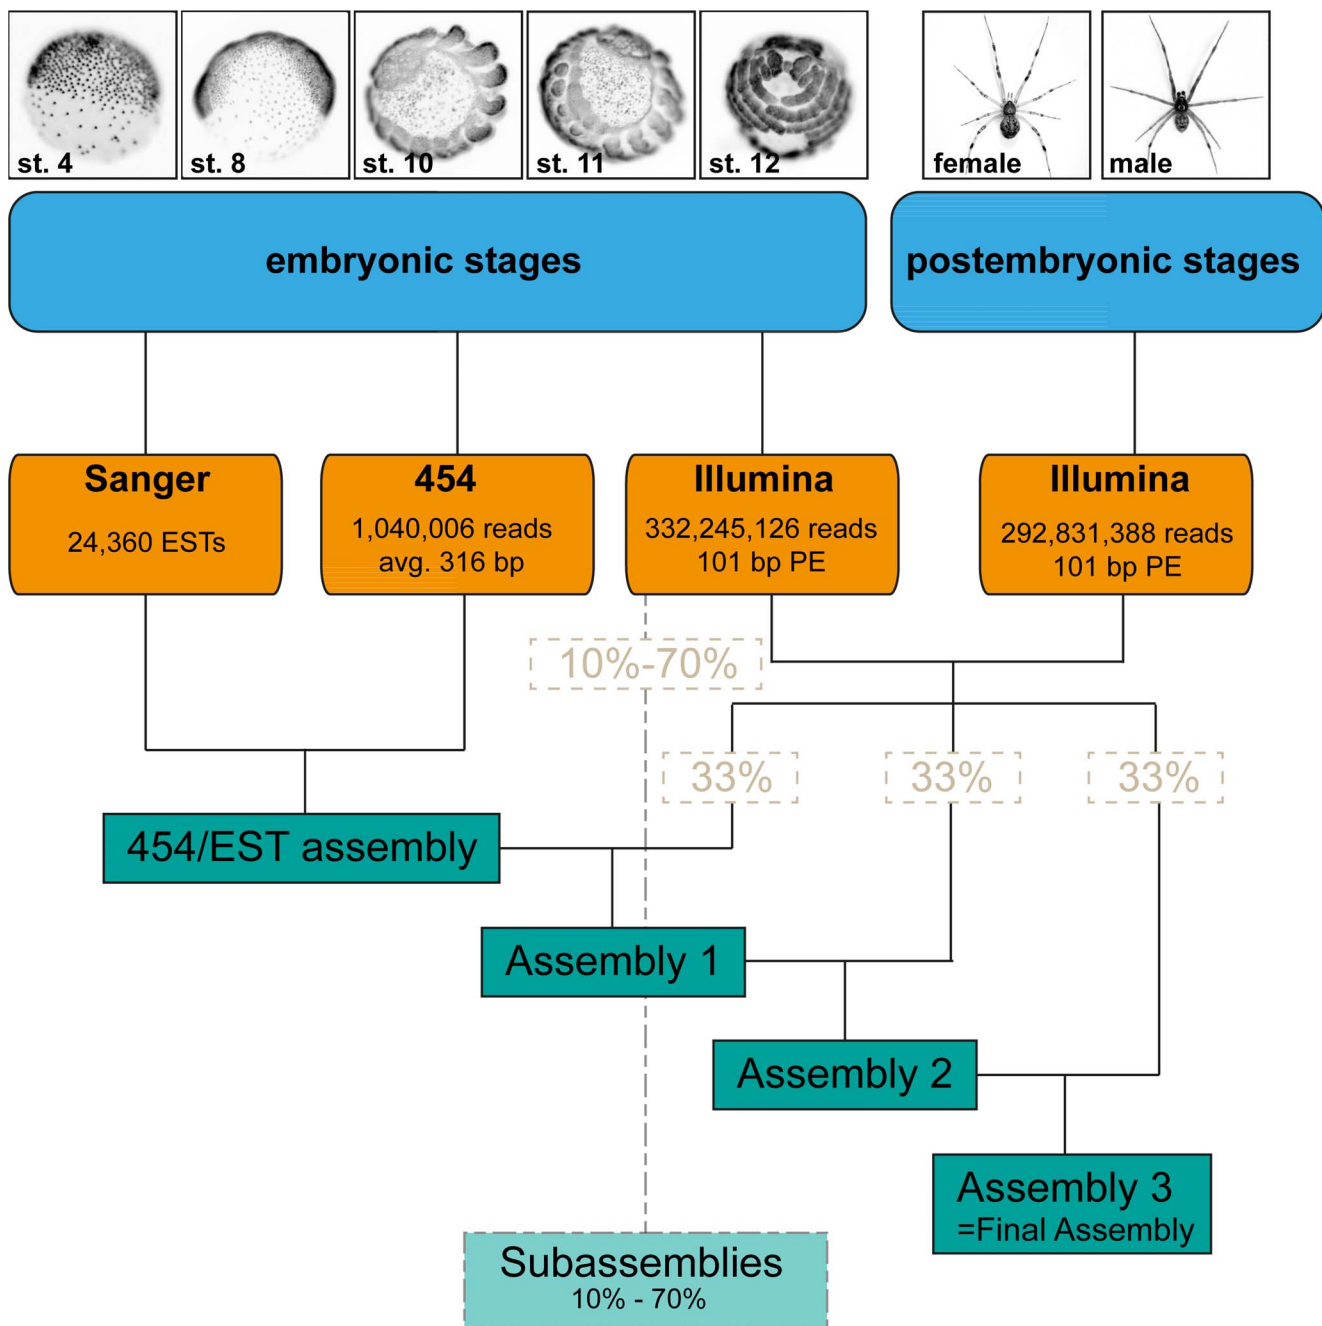 st. 4
st. 8
st. 10
st. 11
st. 12
female
male
embryonic stages
postembryonic stages
Sanger
24,360 ESTs
454
1,040,006 reads
avg. 316 bp
Illumina
332,245,126 reads
101 bp PE
Illumina
292,831,388 reads
101 bp PE
10%-70%
33%
33%
33%
454/EST assembly
Assembly 1
Assembly 2
Assembly 3
=Final Assembly
Subassemblies
10% - 70%